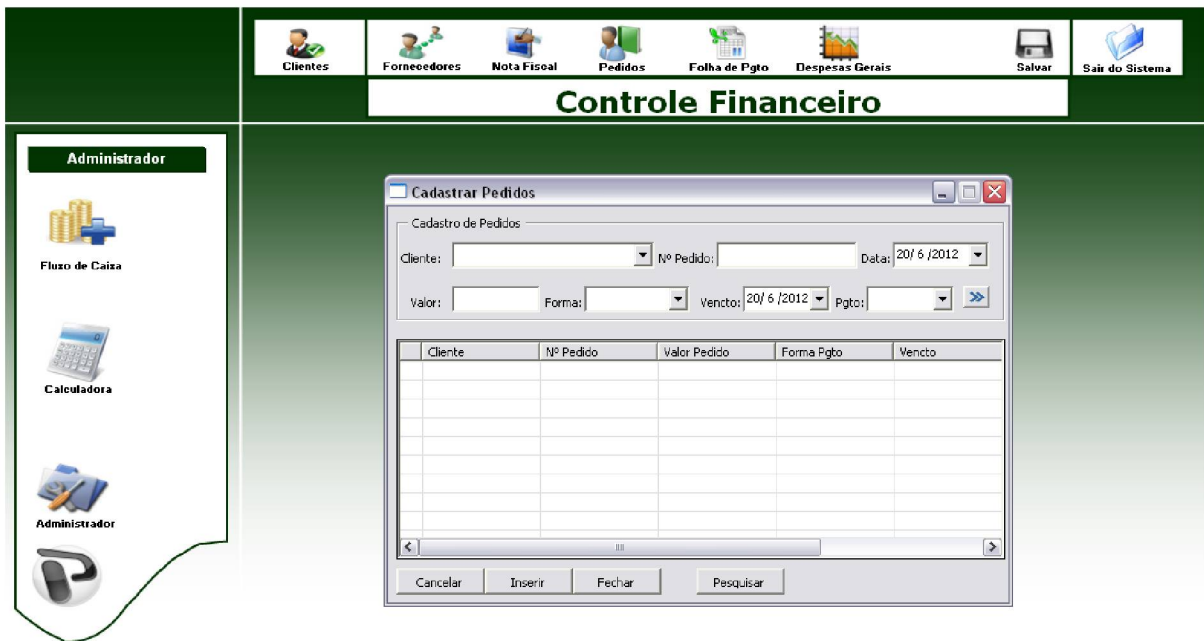 Clientes
Fornecedores
Nota Fiscal
Pedidos
Folha de Pgto
Despesas Gerais
Salvar
Sair do Sistema
Controle Financeiro
Administrador
Fluxo de Caixa
Calculadora
Administrador
Cadastrar Pedidos
Cadastro de Pedidos
Cliente: Nº Pedido: Data: 20/ 6 /2012
Valor: Forma: Vencto: 20/ 6 /2012 Pgto:
Cliente Nº Pedido Valor Pedido Forma Pgto Vencto
Cancelar Inserir Fechar Pesquisar